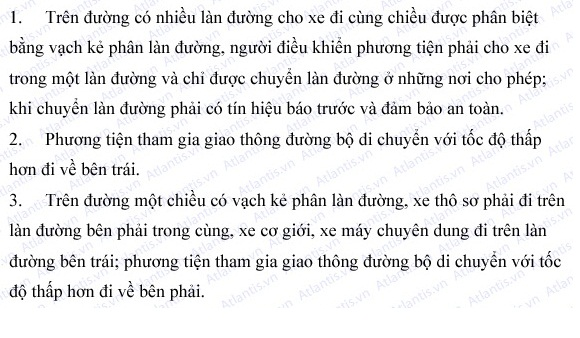 1. Trên đường có nhiều làn đường cho xe đi cùng chiều được phân biệt
bằng vạch kẻ phân làn đường, người điều khiển phương tiện phải cho xe đi
trong một làn đường và chỉ được chuyển làn đường ở những nơi cho phép;
khi chuyển làn đường phải có tín hiệu báo trước và đảm bảo an toàn.
2. Phương tiện tham gia giao thông đường bộ di chuyển với tốc độ thấp
hơn đi về bên trái.
3. Trên đường một chiều có vạch kẻ phân làn đường, xe thô sơ phải đi trên
làn đường bên phải trong cùng, xe cơ giới, xe máy chuyên dung đi trên làn
đường bên trái; phương tiện tham gia giao thông đường bộ di chuyển với tốc
độ thấp hơn đi về bên phải.
Atlantis.vn